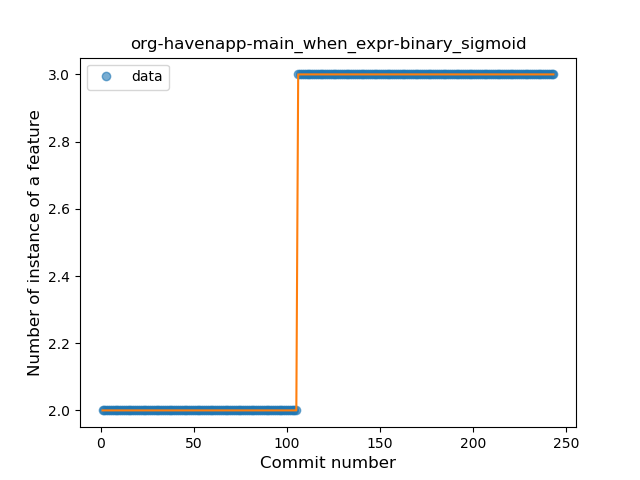 org-havenapp-main_when_expr-binary_sigmoid
data
Number of instance of a feature
3.0
2.8
2.6
2.4
2.2
2.0
0 50 100 150 200 250
Commit number